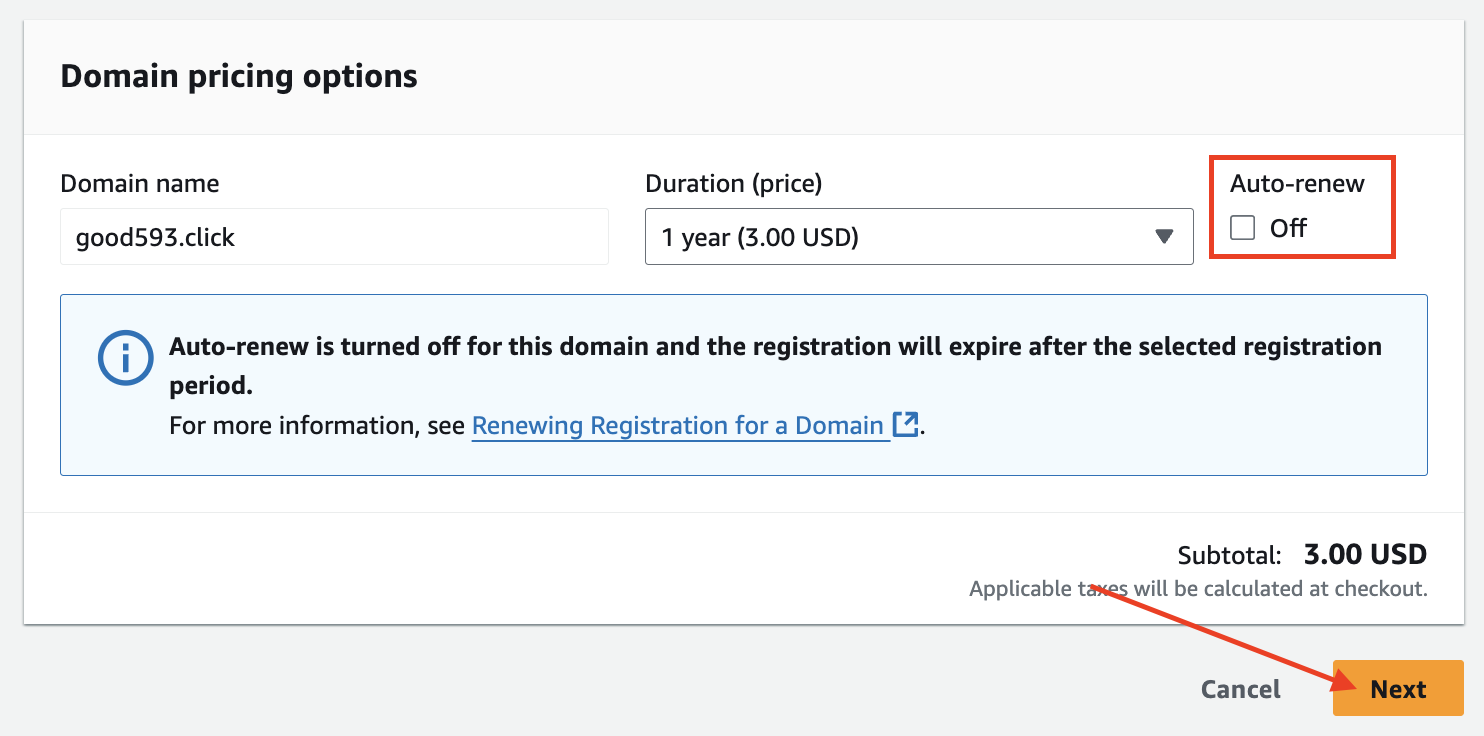 Domain pricing options
Domain name
Duration (price)
Auto-renew
good593.click
1 year (3.00 USD)
Off
Auto-renew is turned off for this domain and the registration will expire after the selected registration
period.
For more information, see Renewing Registration for a Domain.
Subtotal: 3.00 USD
Applicable taxes will be calculated at checkout.
Cancel
Next